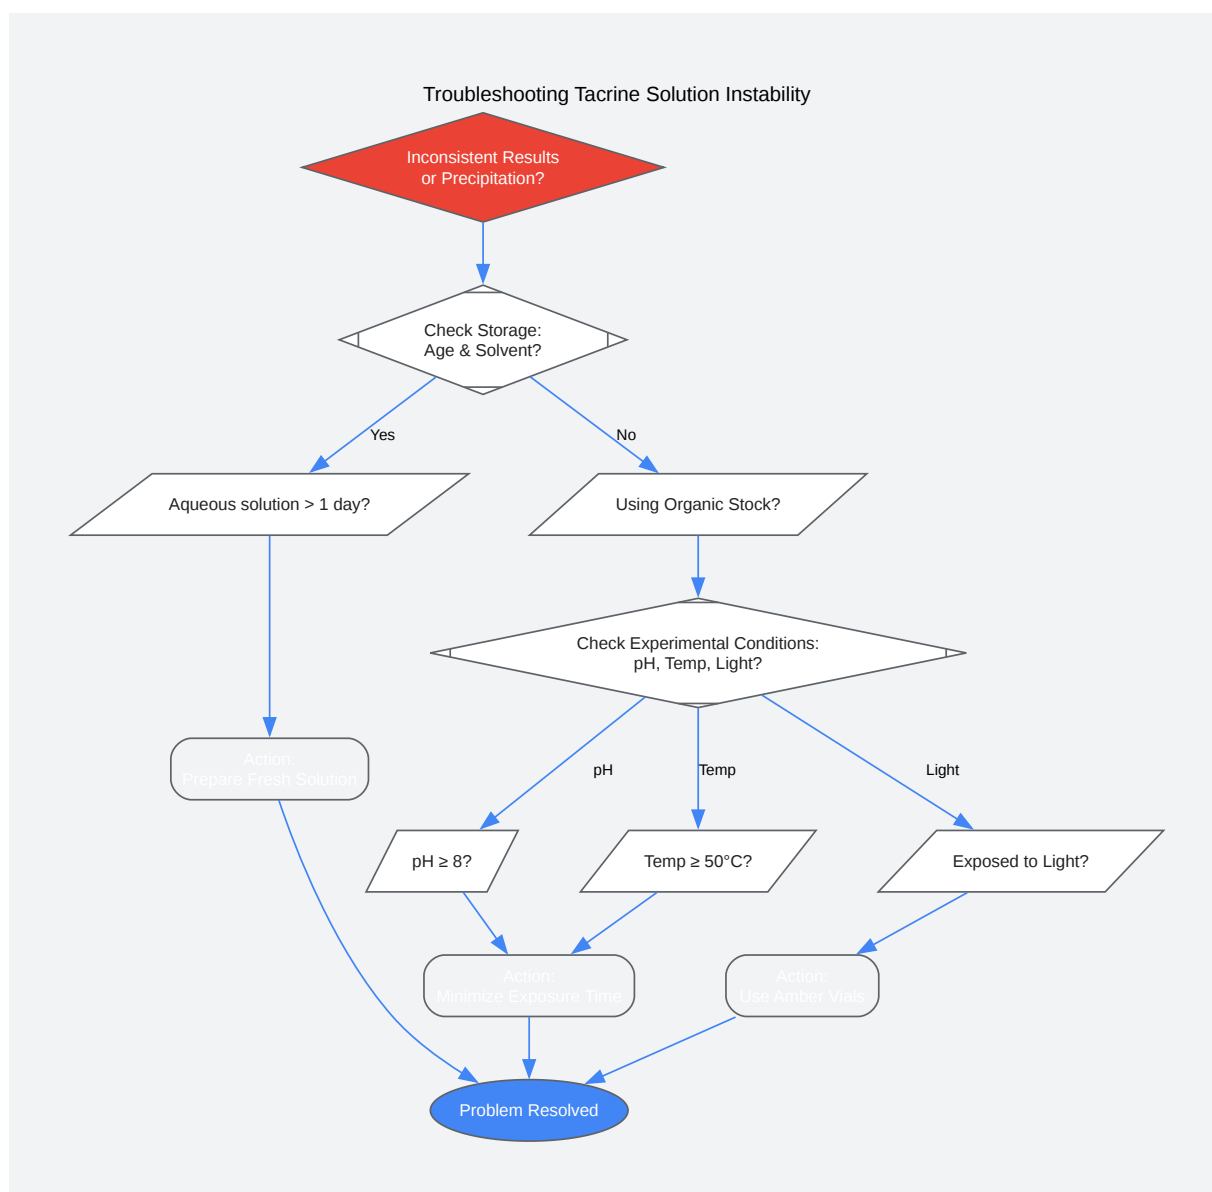 Troubleshooting Tacrine Solution Instability
Inconsistent Results
or Precipitation?
Check Storage:
Age & Solvent?
Yes
No
Aqueous solution > 1 day?
Using Organic Stock?
Check Experimental Conditions:
pH, Temp, Light?
Action:
Prepare Fresh Solution
pH
Temp
Light
pH ≥ 8?
Temp ≥ 50°C?
Exposed to Light?
Action:
Minimize Exposure Time
Action:
Use Amber Vials
Problem Resolved